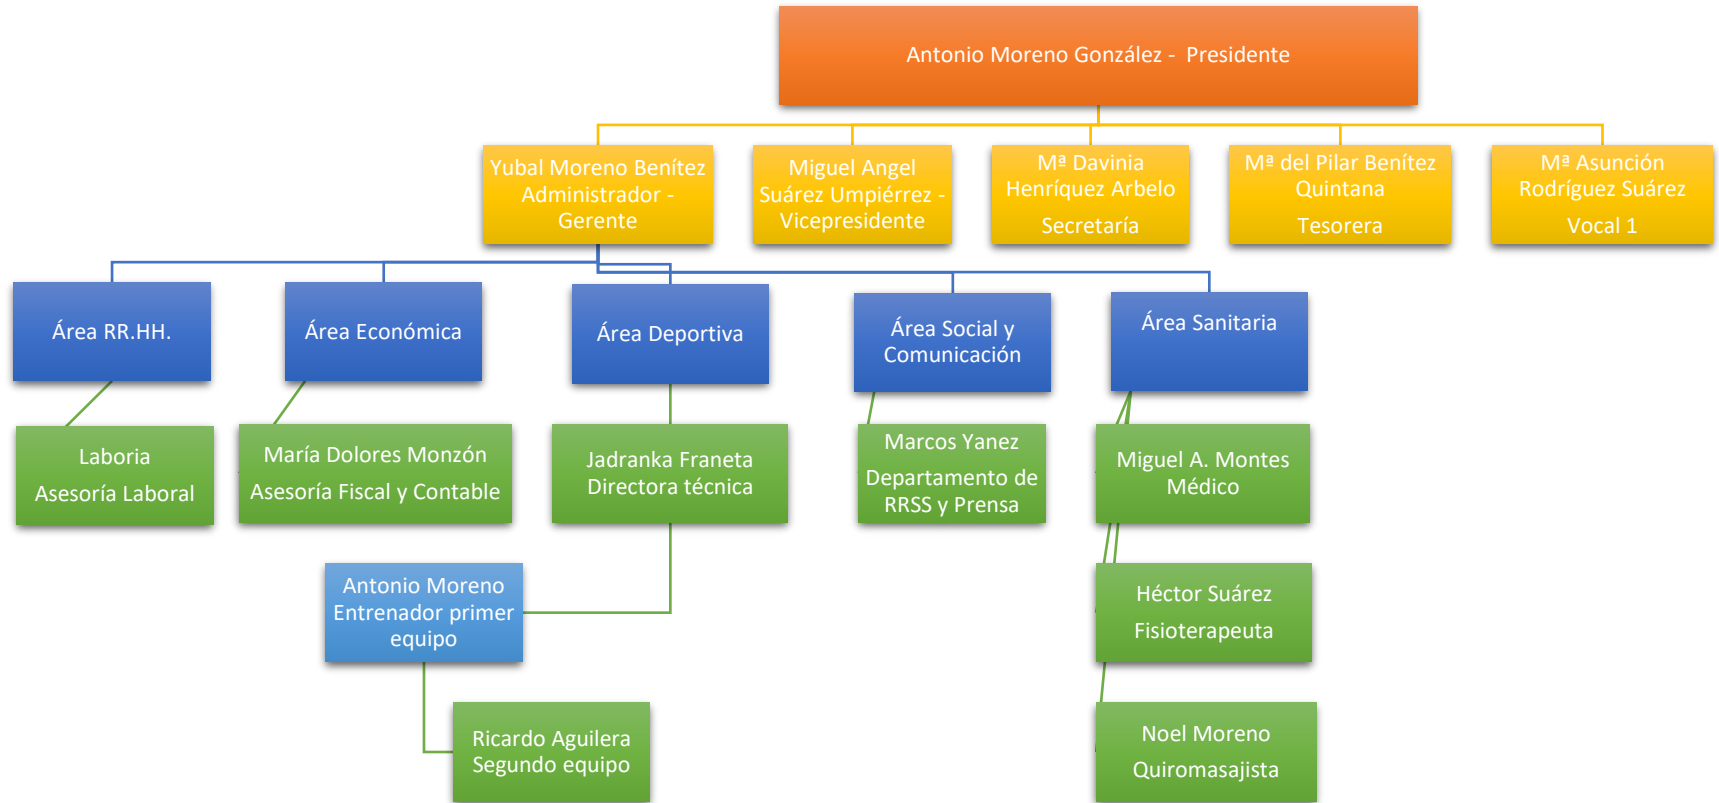 Antonio Moreno González - Presidente
Yubal Moreno Benítez
Administrador -
Gerente
Miguel Angel
Suárez Umpiérrez -
Vicepresidente
Mª Davinia
Henríquez Arbelo
Secretaría
Mª del Pilar Benítez
Quintana
Tesorera
Mª Asunción
Rodríguez Suárez
Vocal 1
Área RR.HH.
Área Económica
Área Deportiva
Área Social y
Comunicación
Área Sanitaria
Laboria
Asesoría Laboral
María Dolores Monzón
Asesoría Fiscal y Contable
Jadranka Franeta
Directora técnica
Marcos Yanez
Departamento de
RRSS y Prensa
Miguel A. Montes
Médico
Antonio Moreno
Entrenador primer
equipo
Héctor Suárez
Fisioterapeuta
Ricardo Aguilera
Segundo equipo
Noel Moreno
Quiromasajista